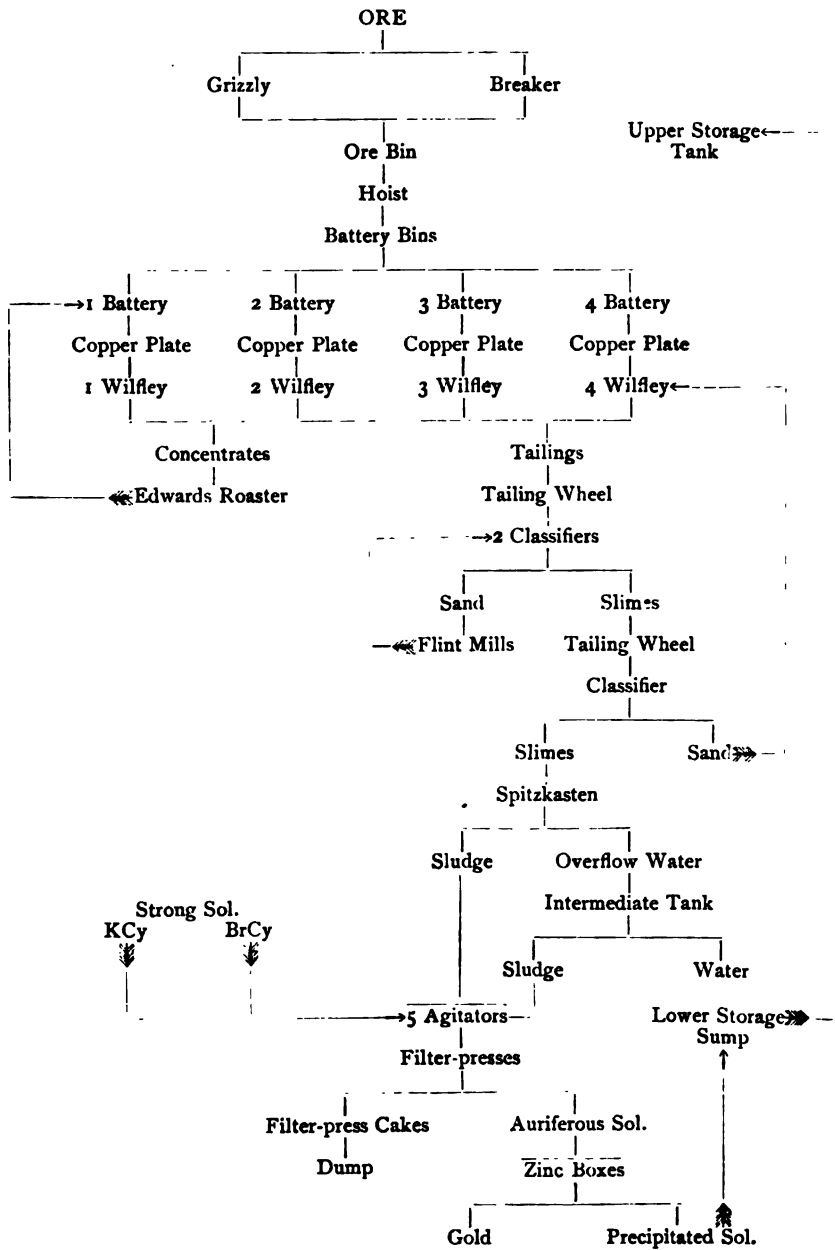 ORE
Grizzly Breaker
Upper Storage
Tank
Ore Bin
Hoist
Battery Bins
1 Battery 2 Battery 3 Battery 4 Battery
Copper Plate Copper Plate Copper Plate Copper Plate
1 Wilfley 2 Wilfley 3 Wilfley 4 Wilfley
Concentrates Tailings
Edwards Roaster Tailing Wheel
2 Classifiers
Sand Slimes
Flint Mills Tailing Wheel
Classifier
Slimes Sand
Spitzkasten
Sludge Overflow Water
Intermediate Tank
Strong Sol.
KCy BrCy
Sludge Water
5 Agitators Lower Storage
Sump
Filter-presses
Filter-press Cakes Auriferous Sol.
Dump Zinc Boxes
Gold Precipitated Sol.